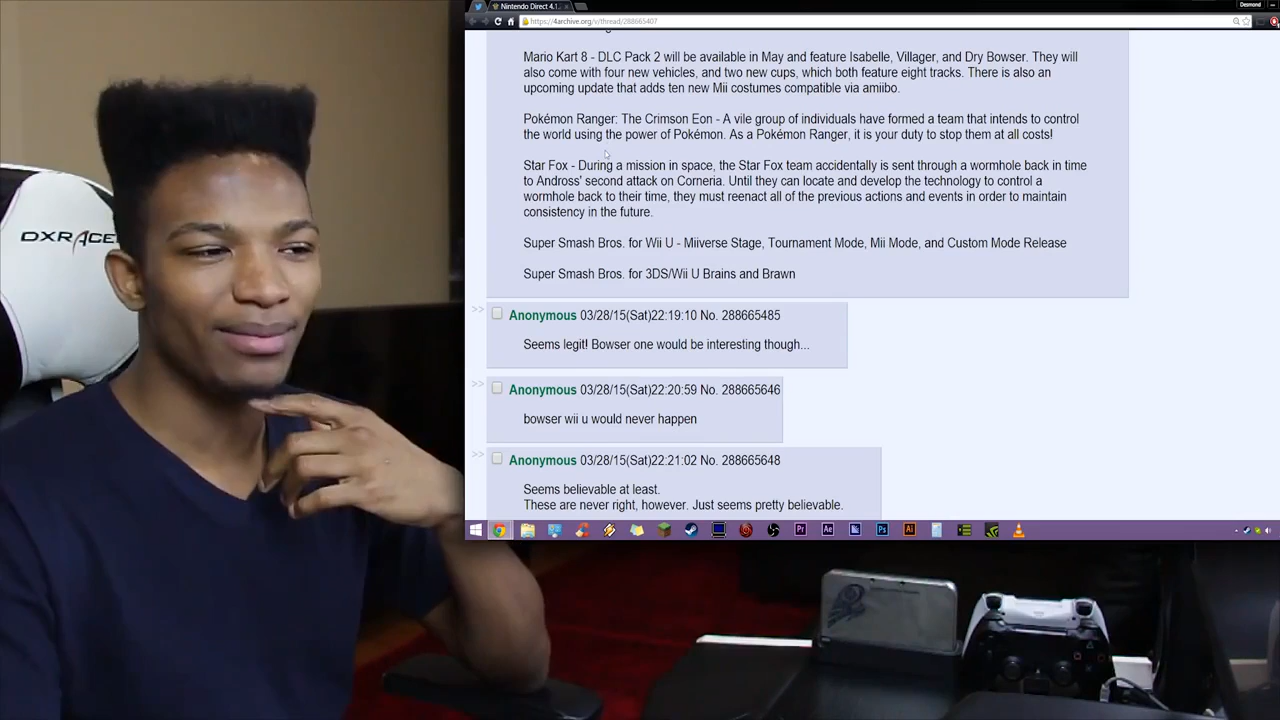 Desmond
Nintendo Direct 4.1
https://4archive.org/v/thread/288665407
Mario Kart 8 - DLC Pack 2 will be available in May and feature Isabelle, Villager, and Dry Bowser. They will
also come with four new vehicles, and two new cups, which both feature eight tracks. There is also an
upcoming update that adds ten new Mii costumes compatible via amiibo.
Pokémon Ranger: The Crimson Eon - A vile group of individuals have formed a team that intends to control
the world using the power of Pokémon. As a Pokémon Ranger, it is your duty to stop them at all costs!
Star Fox - During a mission in space, the Star Fox team accidentally is sent through a wormhole back in time
to Andross' second attack on Corneria. Until they can locate and develop the technology to control a
wormhole back to their time, they must reenact all of the previous actions and events in order to maintain
consistency in the future.
Super Smash Bros. for Wii U - Miiverse Stage, Tournament Mode, Mii Mode, and Custom Mode Release
Super Smash Bros. for 3DS/Wii U Brains and Brawn
>> Anonymous 03/28/15(Sat)22:19:10 No. 288665485
Seems legit! Bowser one would be interesting though...
>> Anonymous 03/28/15(Sat)22:20:59 No. 288665646
bowser wii u would never happen
>> Anonymous 03/28/15(Sat)22:21:02 No. 288665648
Seems believable at least.
These are never right, however. Just seems pretty believable.
DXRACE
Pr Ae Ps Ai